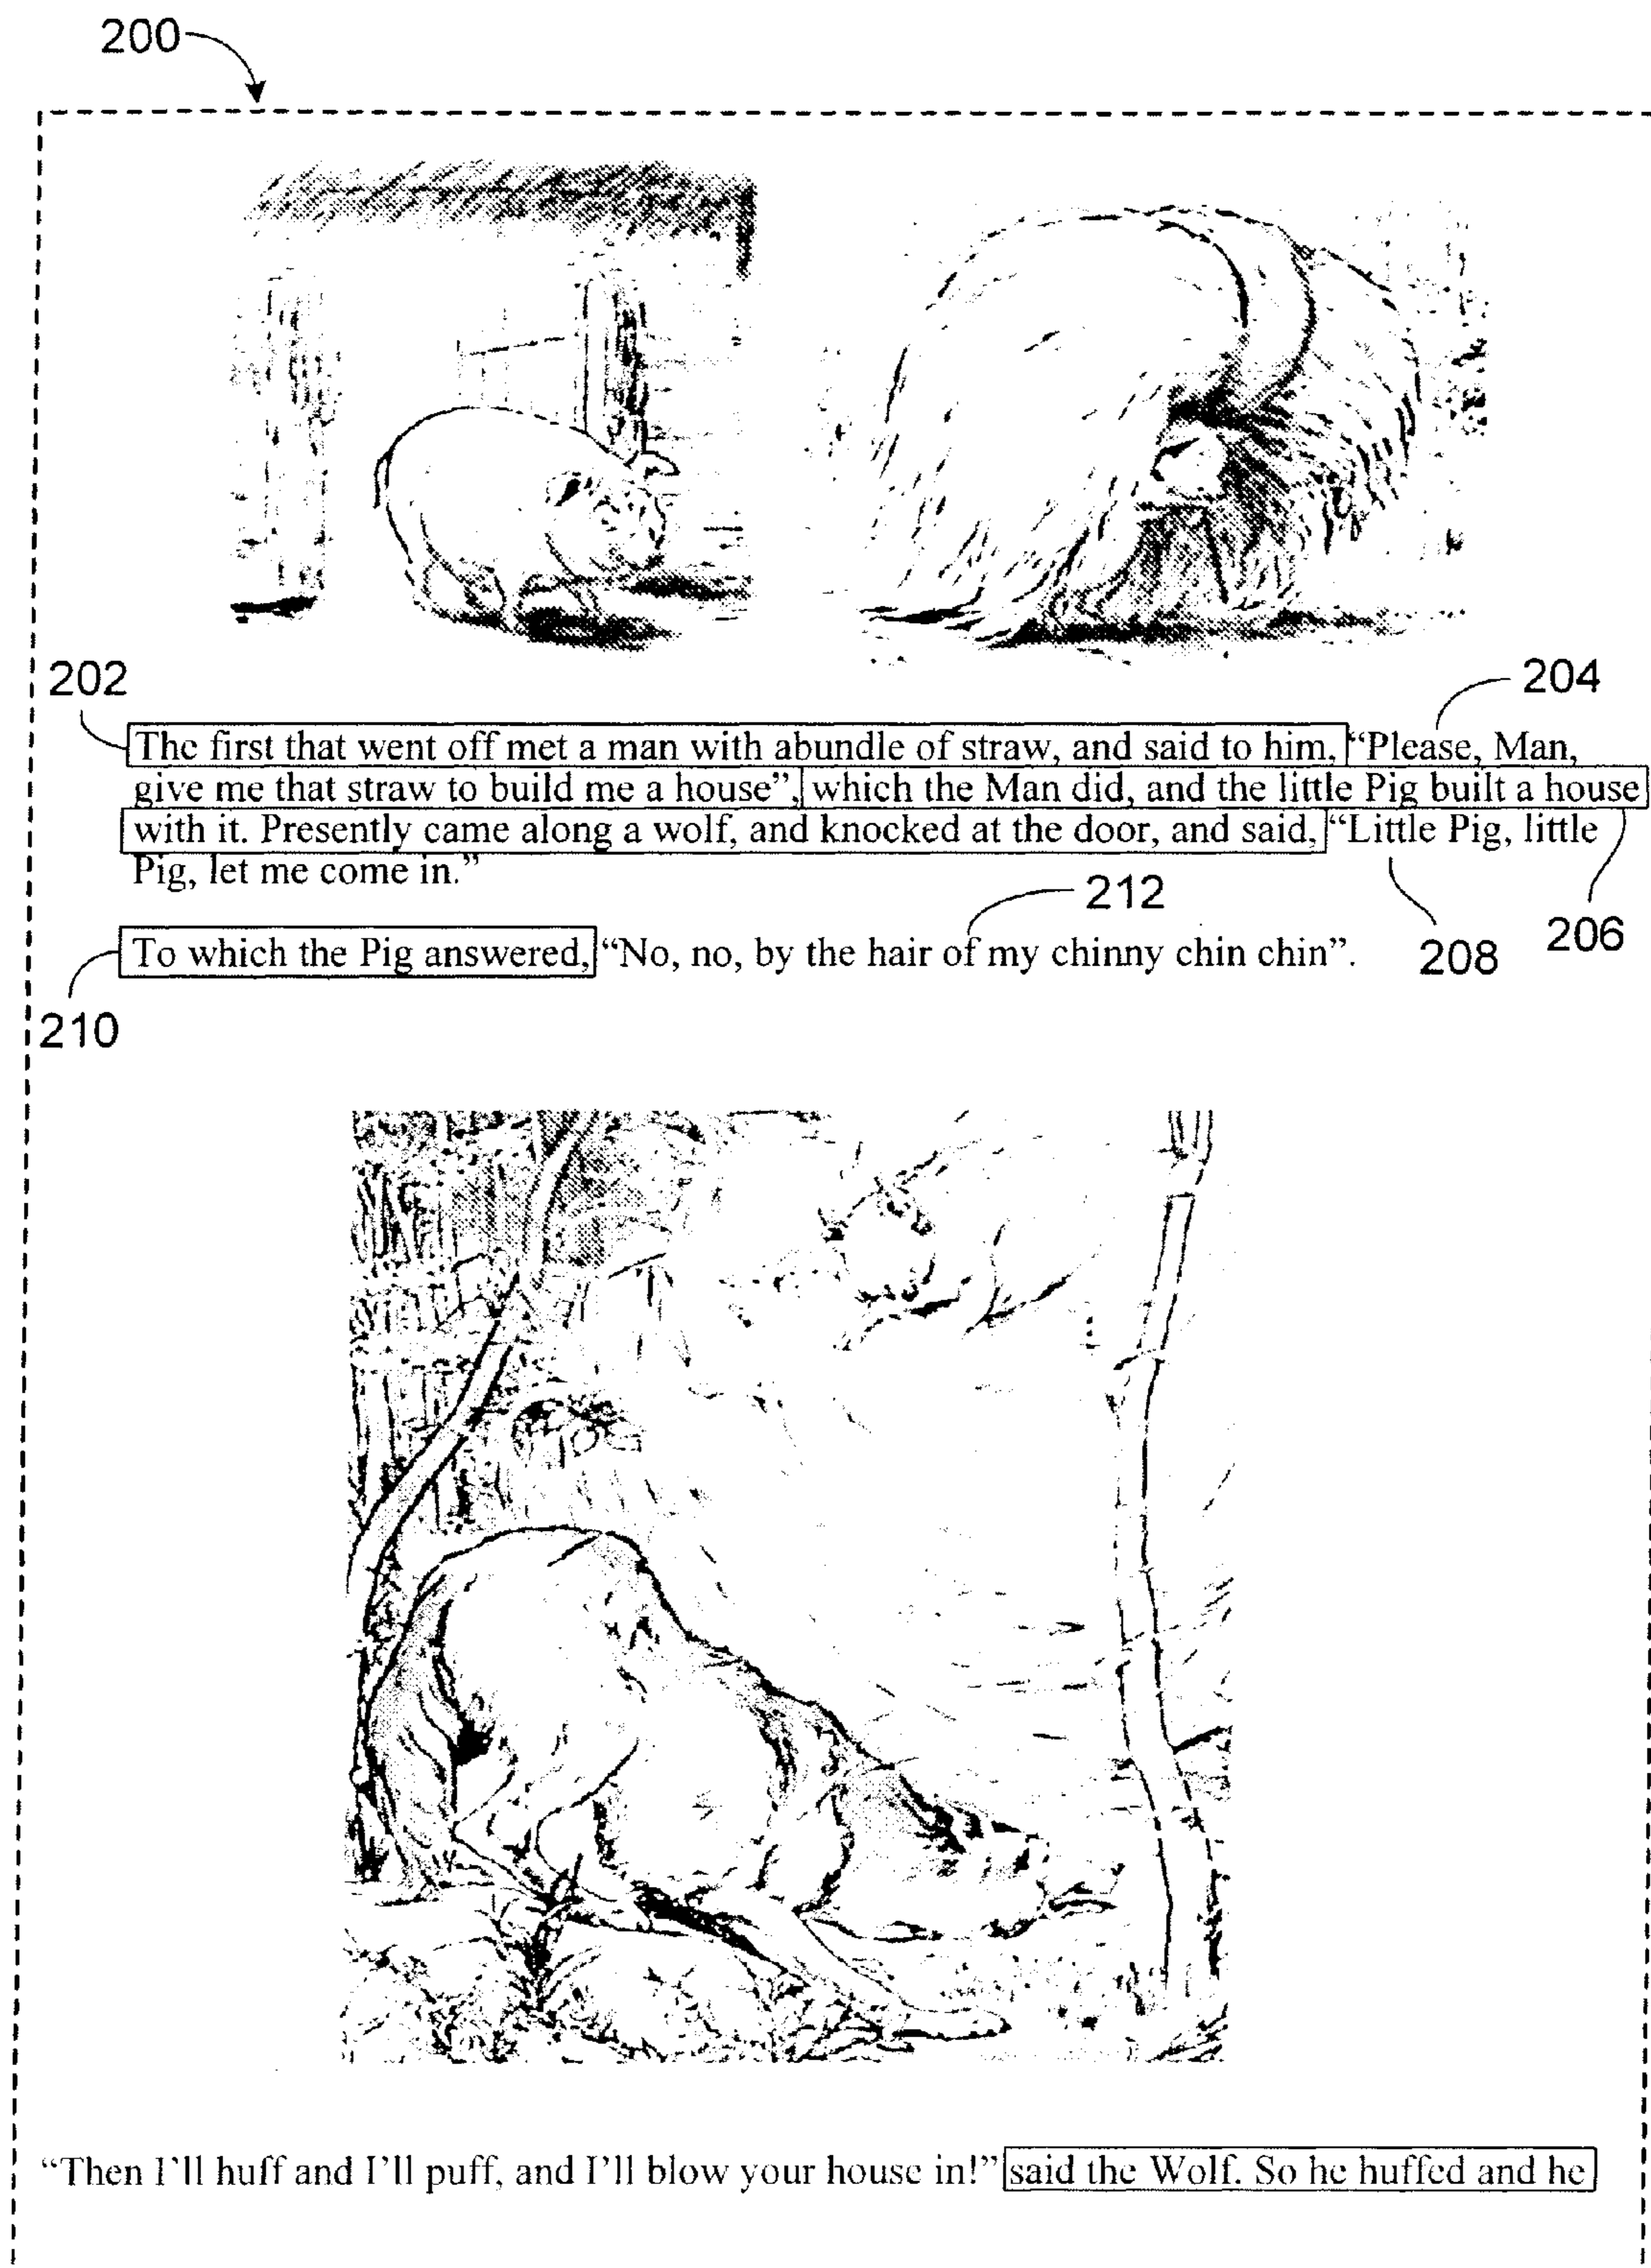 200
202
204
The first that went off met a man with abundle of straw, and said to him, “Please, Man,
give me that straw to build me a house”, which the Man did, and the little Pig built a house
with it. Presently came along a wolf, and knocked at the door, and said, “Little Pig, little
Pig, let me come in.”
212
206
208
To which the Pig answered, “No, no, by the hair of my chinny chin chin”.
210
“Then I’ll huff and I’ll puff, and I’ll blow your house in!” said the Wolf. So he huffed and he